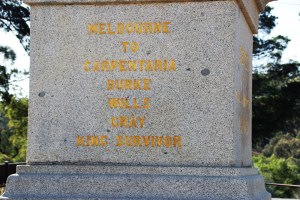 MELBOURNE
TO
CARPENTARIA
BURKE
WILLS
GRAY
KING SURVIVOR